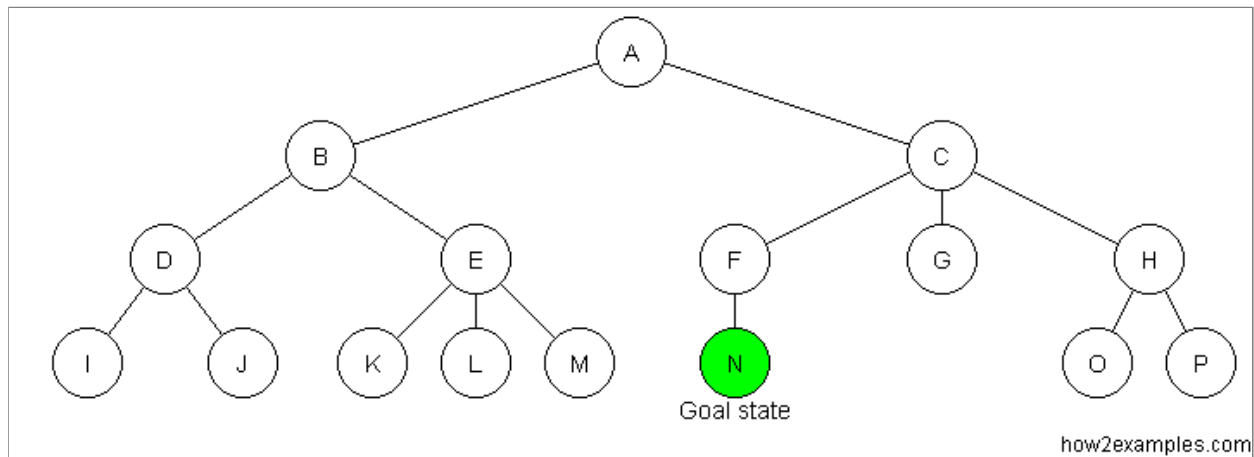 A
B C
D E F G H
I J K L M N O P
Goal state
how2examples.com